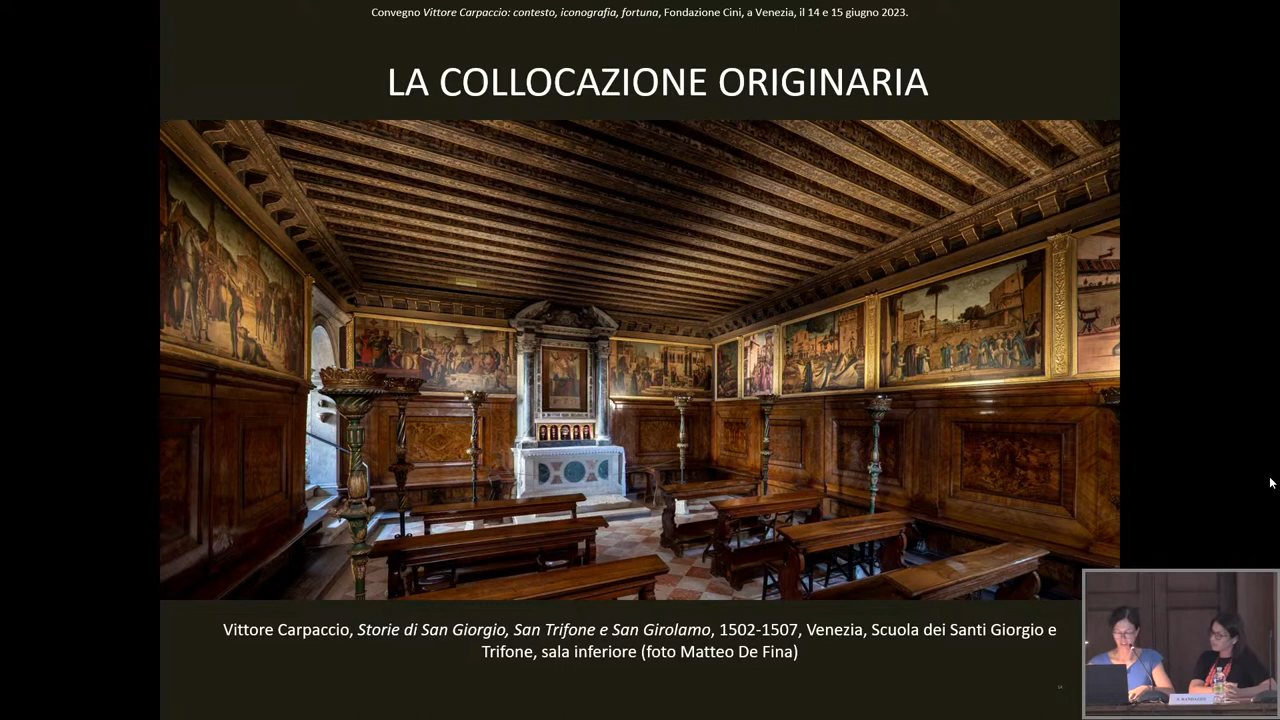 Convegno Vittore Carpaccio: contesto, iconografia, fortuna, Fondazione Cini, a Venezia, il 14 e 15 giugno 2023.
LA COLLOCAZIONE ORIGINARIA
Vittore Carpaccio, Storie di San Giorgio, San Trifone e San Girolamo, 1502-1507, Venezia, Scuola dei Santi Giorgio e
Trifone, sala inferiore (foto Matteo De Fina)